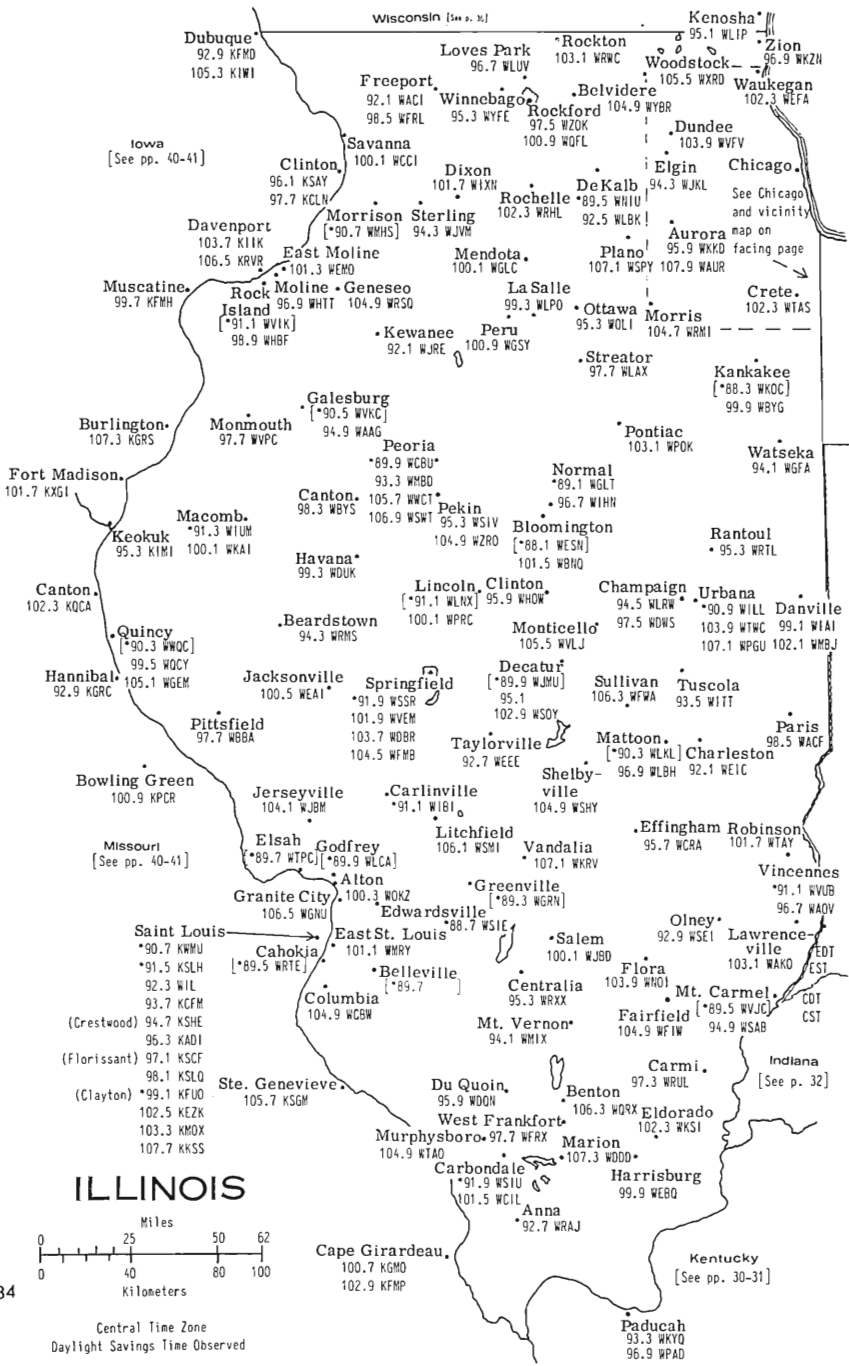 Wisconsin [See p. 36]
Kenosha
95.1 WLIP
Zion
96.9 WKZN
Dubuque
92.9 KFMD
105.3 KIWI
Loves Park
96.7 WLUV
Rockton
103.1 WRWC
Woodstock
105.5 WXRD
Waukegan
102.3 WEFA
Freeport
92.1 WACI
98.5 WFRL
Winnebago
95.3 WYFE
Rockford
97.5 WZOK
100.9 WQFL
Belvidere
104.9 WYBR
Dundee
103.9 WVFV
Iowa
[See pp. 40-41]
Savanna
100.1 WCCI
Clinton
96.1 KSAY
97.7 KCLN
Dixon
101.7 WIXN
Rochelle
102.3 WRHL
DeKalb
*89.5 WNIU
92.5 WLBK
Elgin
94.3 WJKL
Chicago
See Chicago
and vicinity
map on
facing page
Morrison
[*90.7 WMHS]
Sterling
94.3 WJVM
Aurora
95.9 WKKD
107.9 WAUR
Davenport
103.7 KIIK
106.5 KRVR
East Moline
101.3 WEMO
Mendota
100.1 WGLC
Plano
107.1 WSPY
Muscatine
99.7 KFMH
Rock
Island
[*91.1 WVIK]
98.9 WHBF
Moline
96.9 WHTT
Geneseo
104.9 WRSQ
La Salle
99.3 WLPO
Crete
102.3 WTAS
Kewanee
92.1 WJRE
Peru
100.9 WGSY
Ottawa
95.3 WOLI
Morris
104.7 WRMI
Streator
97.7 WLAX
Kankakee
[*88.3 WKOC]
99.9 WBYG
Galesburg
[*90.5 WVKC]
94.9 WAAG
Burlington
107.3 KGRS
Monmouth
97.7 WVPC
Pontiac
103.1 WPOK
Watseka
94.1 WGFA
Peoria
*89.9 WCBU
93.3 WMBD
105.7 WWCT
106.9 WSWT
Fort Madison
101.7 KXGI
Canton
98.3 WBYS
Pekin
95.3 WSIV
104.9 WZRO
Normal
*89.1 WGLT
96.7 WIHN
Macomb
*91.3 WIUM
100.1 WKAI
Keokuk
95.3 KIMI
Bloomington
[*88.1 WESN]
101.5 WBNQ
Rantoul
95.3 WRTL
Havana
99.3 WDUK
Canton
102.3 KQCA
Lincoln
[*91.1 WLNX]
100.1 WPRC
Clinton
95.9 WHOW
Champaign
94.5 WLRW
97.5 WDWS
Urbana
*90.9 WILL
103.9 WTWC
107.1 WPGU
Danville
99.1 WIAI
102.1 WMBJ
Beardstown
94.3 WRMS
Monticello
105.5 WVLJ
Quincy
[*90.3 WWQC]
99.5 WQCY
105.1 WGEM
Hannibal
92.9 KGRC
Jacksonville
100.5 WEAI
Springfield
*91.9 WSSR
101.9 WVEM
103.7 WDBR
104.5 WFMB
Decatur
[*89.9 WJMU]
95.1
102.9 WSOY
Sullivan
106.3 WFWA
Tuscola
93.5 WITT
Pittsfield
97.7 WBBA
Taylorville
92.7 WEEE
Mattoon
[*90.3 WLKL]
96.9 WLBH
Charleston
92.1 WEIC
Paris
98.5 WACF
Bowling Green
100.9 KPCR
Shelby-
ville
104.9 WSHY
Jerseyville
104.1 WJBM
Carlinville
*91.1 WIBI
Litchfield
106.1 WSMI
Effingham
95.7 WCRA
Robinson
101.7 WTAY
Missouri
[See pp. 40-41]
Elsah
[*89.7 WTPC]
Godfrey
[*89.9 WLCA]
Vandalia
107.1 WKRV
Vincennes
*91.1 WVUB
96.7 WAOV
Alton
100.3 WOKZ
Granite City
106.5 WGNU
Greenville
[*89.3 WGRN]
Edwardsville
*88.7 WSIE
Olney
92.9 WSEI
Lawrence-
ville
103.1 WAKO
EDT
EST
CDT
CST
Saint Louis
*90.7 KWMU
*91.5 KSLH
92.3 WIL
93.7 KCFM
(Crestwood) 94.7 KSHE
96.3 KADI
(Florissant) 97.1 KSCF
98.1 KSLQ
(Clayton) *99.1 KFUO
102.5 KEZK
103.3 KMOX
107.7 KKSS
East St. Louis
101.1 WMRY
Cahokia
[*89.5 WRTE]
Belleville
[*89.7 ]
Salem
100.1 WJBD
Flora
103.9 WNOI
Columbia
104.9 WCBW
Centralia
95.3 WRXX
Mt. Carmel
[*89.5 WVJC]
94.9 WSAB
Mt. Vernon
94.1 WMIX
Fairfield
104.9 WFIW
Indiana
[See p. 32]
Carmi
97.3 WRUL
Ste. Genevieve
105.7 KSGM
Du Quoin
95.9 WDQN
Benton
106.3 WQRX
West Frankfort
97.7 WFRX
Eldorado
102.3 WKSI
Murphysboro
104.9 WTAO
Marion
107.3 WDDD
Carbondale
*91.9 WSIU
101.5 WCIL
Harrisburg
99.9 WEBQ
Anna
92.7 WRAJ
ILLINOIS
Miles
0 25 50 62
0 40 80 100
Kilometers
Cape Girardeau
100.7 KGMO
102.9 KFMP
Kentucky
[See pp. 30-31]
34
Central Time Zone
Daylight Savings Time Observed
Paducah
93.3 WKYQ
96.9 WPAD